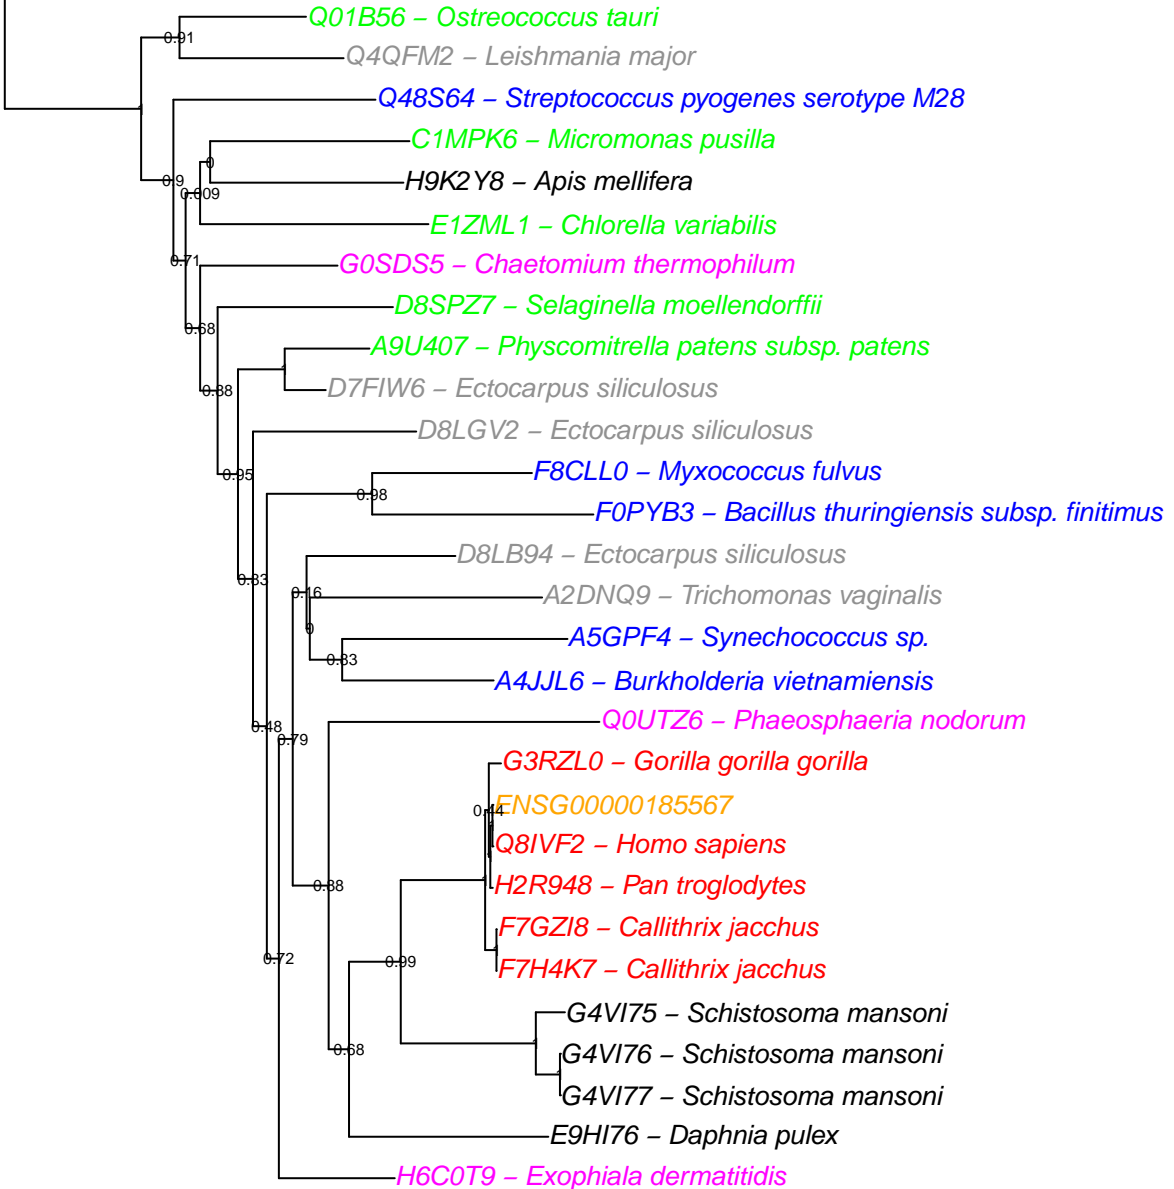 Q01B56 – Ostreococcus tauri
0.91
Q4QFM2 – Leishmania major
Q48S64 – Streptococcus pyogenes serotype M28
C1MPK6 – Micromonas pusilla
0
H9K2Y8 – Apis mellifera
0.9
0.009
E1ZML1 – Chlorella variabilis
0.71
G0SDS5 – Chaetomium thermophilum
D8SPZ7 – Selaginella moellendorffii
0.68
A9U407 – Physcomitrella patens subsp. patens
D7FIW6 – Ectocarpus siliculosus
0.88
D8LGV2 – Ectocarpus siliculosus
F8CLL0 – Myxococcus fulvus
0.95
0.98
F0PYB3 – Bacillus thuringiensis subsp. finitimus
D8LB94 – Ectocarpus siliculosus
0.83
0.16
A2DNQ9 – Trichomonas vaginalis
0
A5GPF4 – Synechococcus sp.
0.83
A4JJL6 – Burkholderia vietnamiensis
Q0UTZ6 – Phaeosphaeria nodorum
0.48
0.79
G3RZL0 – Gorilla gorilla gorilla
ENSG00000185567
0.44
Q8IVF2 – Homo sapiens
H2R948 – Pan troglodytes
0.88
F7GZI8 – Callithrix jacchus
0.72
0.99
F7H4K7 – Callithrix jacchus
G4VI75 – Schistosoma mansoni
0.68
G4VI76 – Schistosoma mansoni
G4VI77 – Schistosoma mansoni
E9HI76 – Daphnia pulex
H6C0T9 – Exophiala dermatitidis